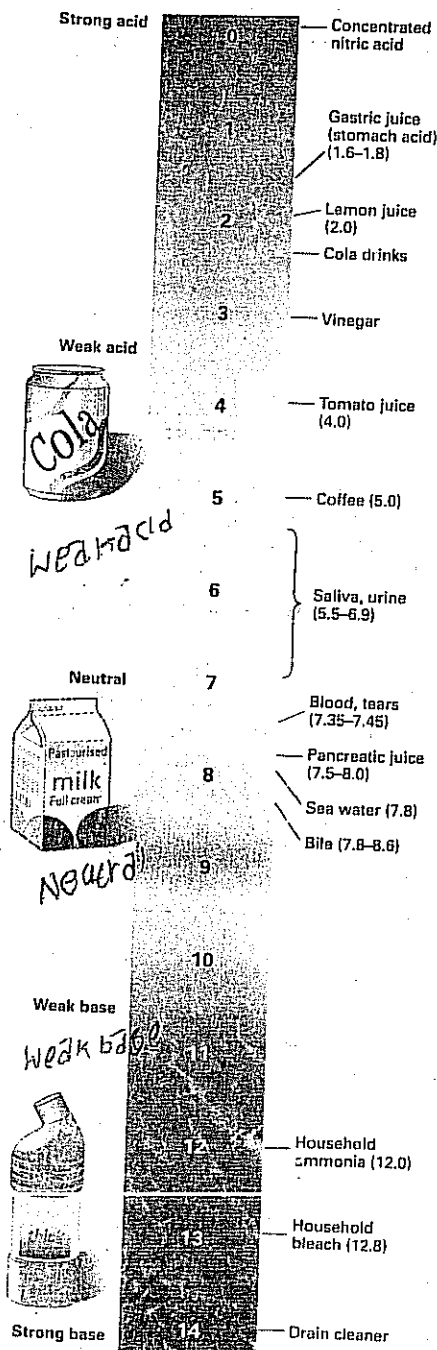 Strong acid
0
Concentrated
nitric acid
1
Gastric juice
(stomach acid)
(1.6–1.8)
2
Lemon juice
(2.0)
Cola drinks
3
Vinegar
Weak acid
Cola
4
Tomato juice
(4.0)
5
Coffee (5.0)
Weak acid
6
Saliva, urine
(5.5–6.9)
Neutral
7
Blood, tears
(7.35–7.45)
Pasteurised
milk
Full cream
Pancreatic juice
(7.5–8.0)
8
Sea water (7.8)
Bile (7.8–8.6)
Neutral
9
10
Weak base
weak base
11
12
Household
ammonia (12.0)
13
Household
bleach (12.8)
Strong base
14
Drain cleaner